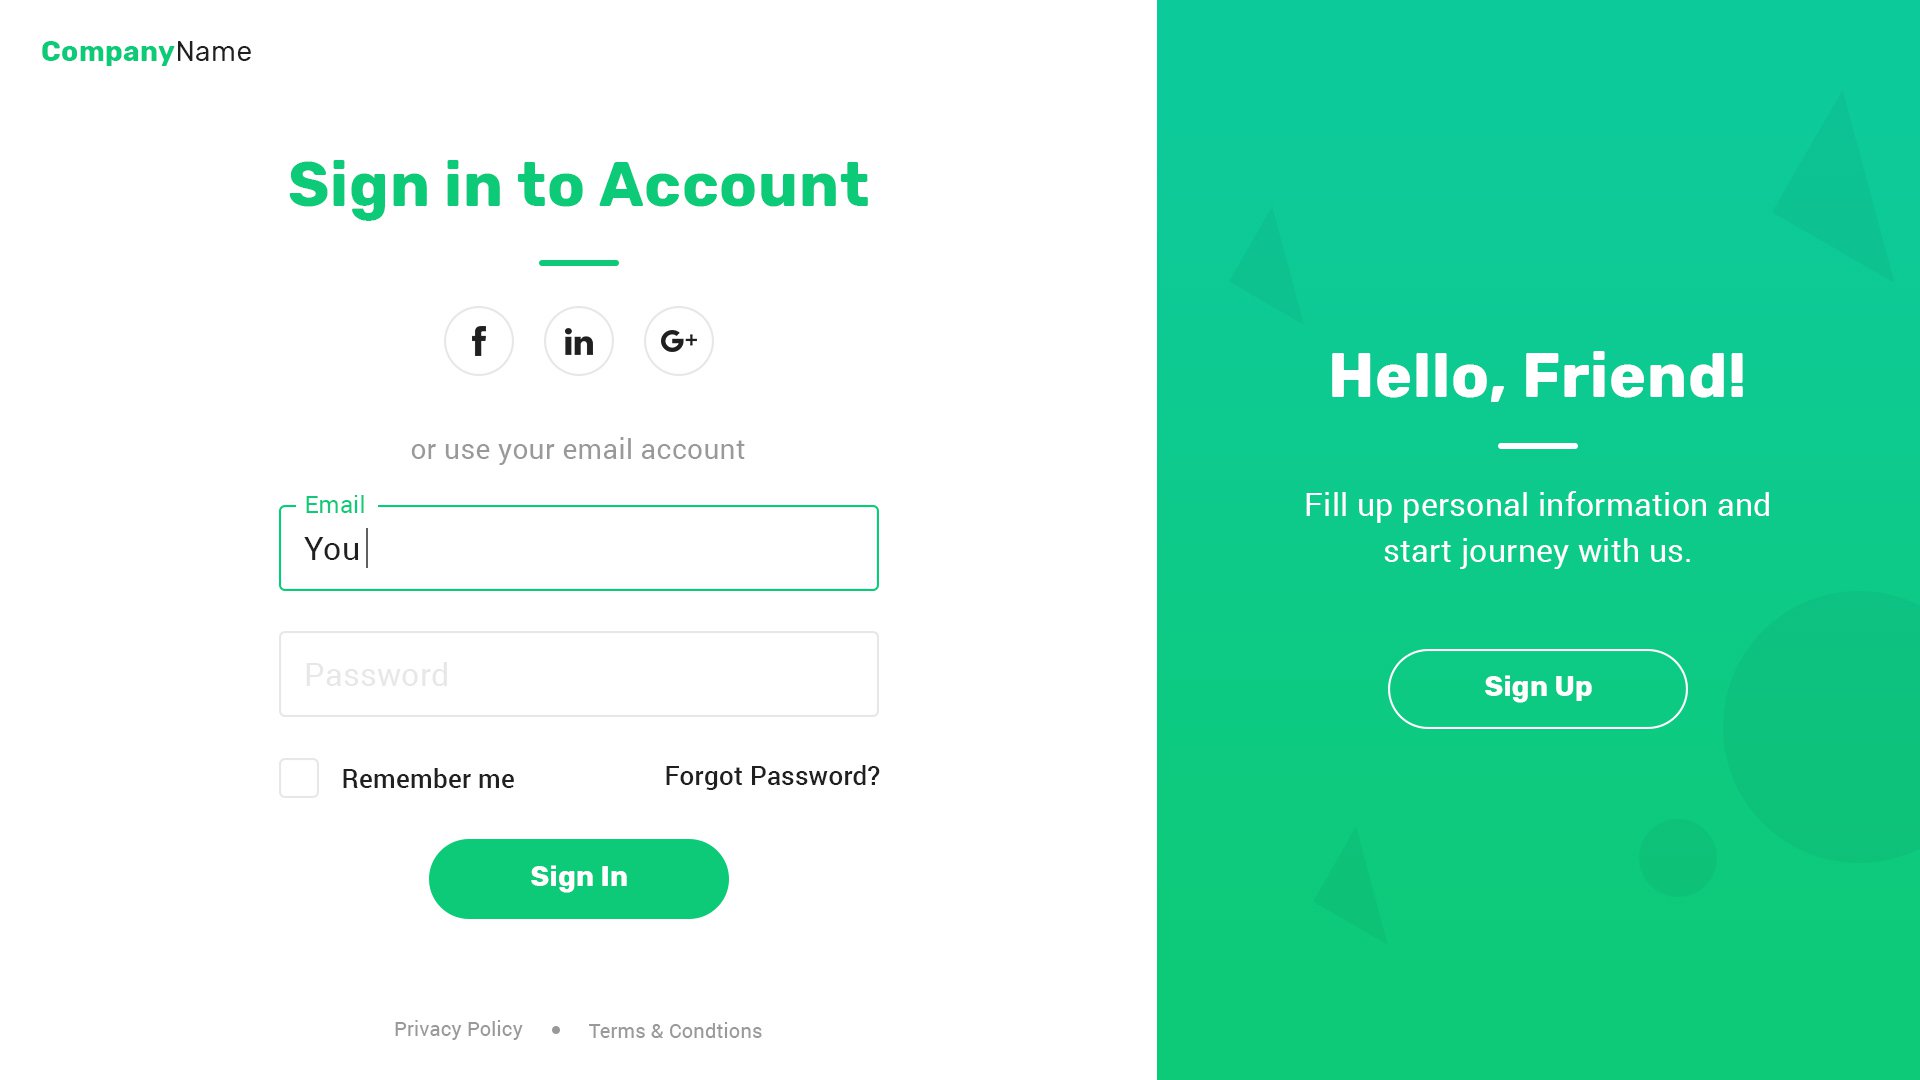 CompanyName
Sign in to Account
f
in
G+
or use your email account
Email
You
Password
Remember me
Forgot Password?
Sign In
Privacy Policy • Terms & Condtions
Hello, Friend!
Fill up personal information and
start journey with us.
Sign Up